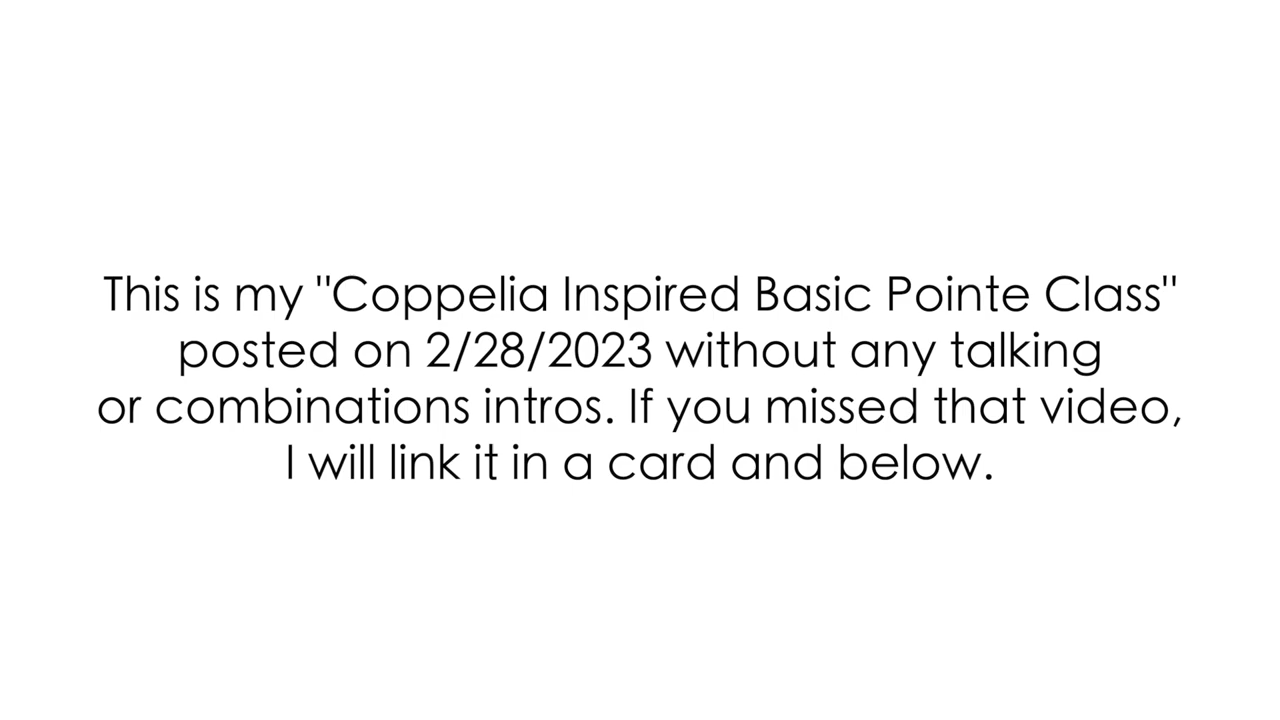 This is my "Coppelia Inspired Basic Pointe Class"
posted on 2/28/2023 without any talking
or combinations intros. If you missed that video,
I will link it in a card and below.